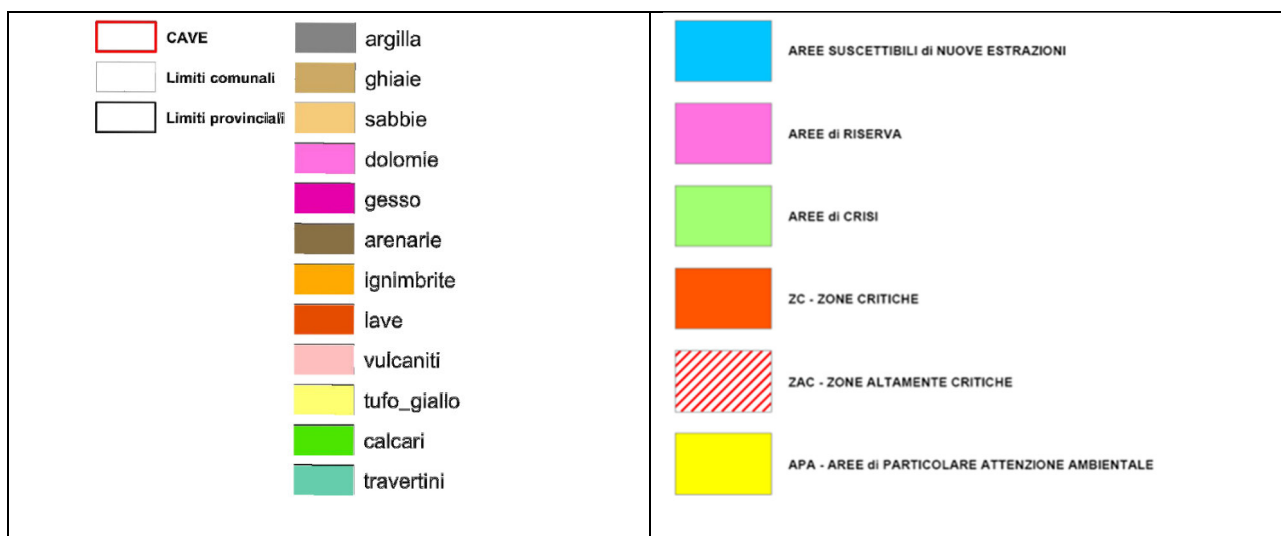 CAVE
Limiti comunali
Limiti provinciali
argilla
ghiaie
sabbie
dolomie
gesso
arenarie
ignimbrite
lave
vulcaniti
tufo_giallo
calcari
travertini
AREE SUSCETTIBILI di NUOVE ESTRAZIONI
AREE di RISERVA
AREE di CRISI
ZC - ZONE CRITICHE
ZAC - ZONE ALTAMENTE CRITICHE
APA - AREE di PARTICOLARE ATTENZIONE AMBIENTALE